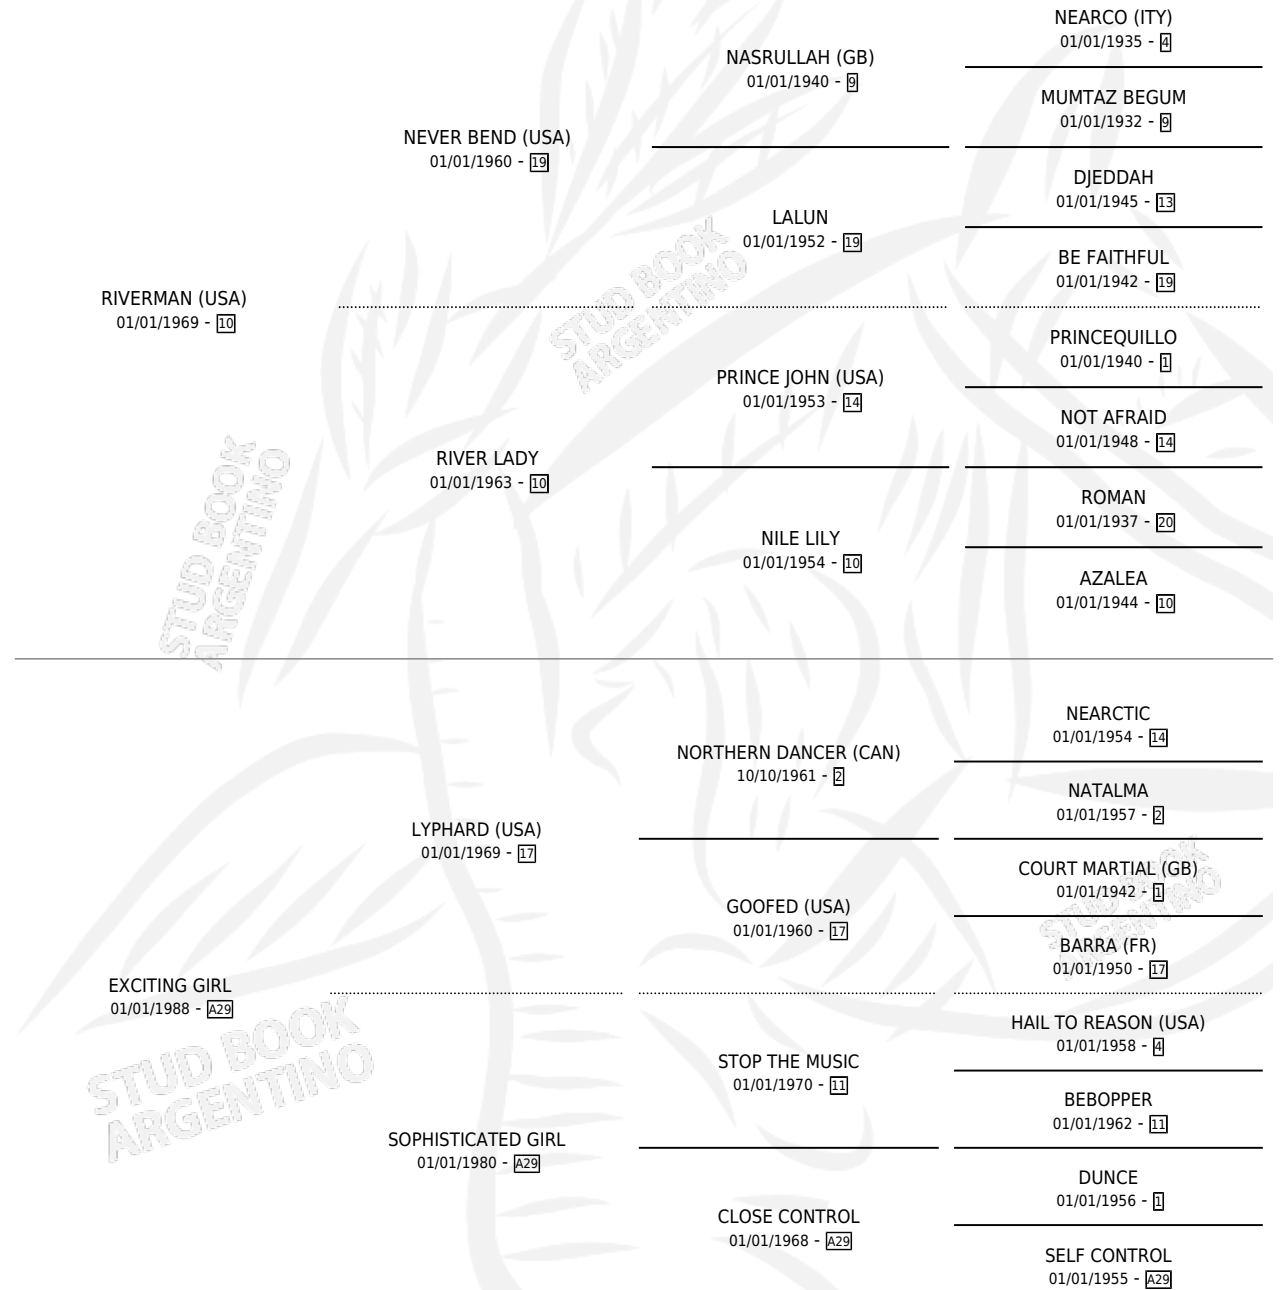 NEARCO (ITY)
01/01/1935 - 4
NASRULLAH (GB)
01/01/1940 - 9
MUMTAZ BEGUM
01/01/1932 - 9
NEVER BEND (USA)
01/01/1960 - 19
DJEDDAH
01/01/1945 - 13
LALUN
01/01/1952 - 19
BE FAITHFUL
01/01/1942 - 19
RIVERMAN (USA)
01/01/1969 - 10
PRINCEQUILLO
01/01/1940 - 1
PRINCE JOHN (USA)
01/01/1953 - 14
NOT AFRAID
01/01/1948 - 14
RIVER LADY
01/01/1963 - 10
ROMAN
01/01/1937 - 20
NILE LILY
01/01/1954 - 10
AZALEA
01/01/1944 - 10
STUD BOOK
ARGENTINO
STUD BOOK
ARGENTINO
NEARCTIC
01/01/1954 - 14
NORTHERN DANCER (CAN)
10/10/1961 - 2
NATALMA
01/01/1957 - 2
LYPHARD (USA)
01/01/1969 - 17
COURT MARTIAL (GB)
01/01/1942 - 1
GOOFED (USA)
01/01/1960 - 17
BARRA (FR)
01/01/1950 - 17
EXCITING GIRL
01/01/1988 - A29
HAIL TO REASON (USA)
01/01/1958 - 4
STOP THE MUSIC
01/01/1970 - 11
BEBOPPER
01/01/1962 - 11
SOPHISTICATED GIRL
01/01/1980 - A29
DUNCE
01/01/1956 - 1
CLOSE CONTROL
01/01/1968 - A29
SELF CONTROL
01/01/1955 - A29
STUD BOOK
ARGENTINO
STUD BOOK
ARGENTINO